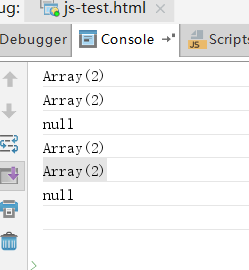 ug: js-test.html
Debugger Console Scripts
Array(2)
Array(2)
null
Array(2)
Array(2)
null